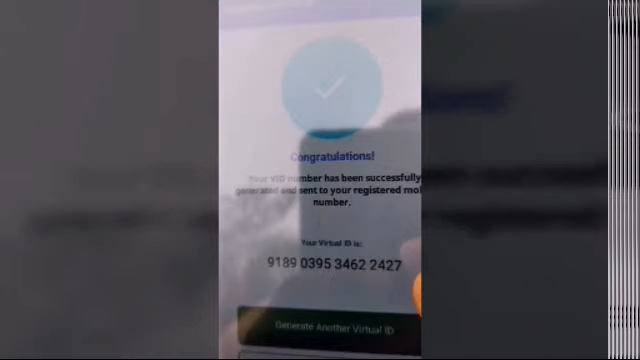 Congratulations!
Your VID number has been successfully
generated and sent to your registered mo
number.
Your Virtual ID is:
9189 0395 3462 2427
Generate Another Virtual ID